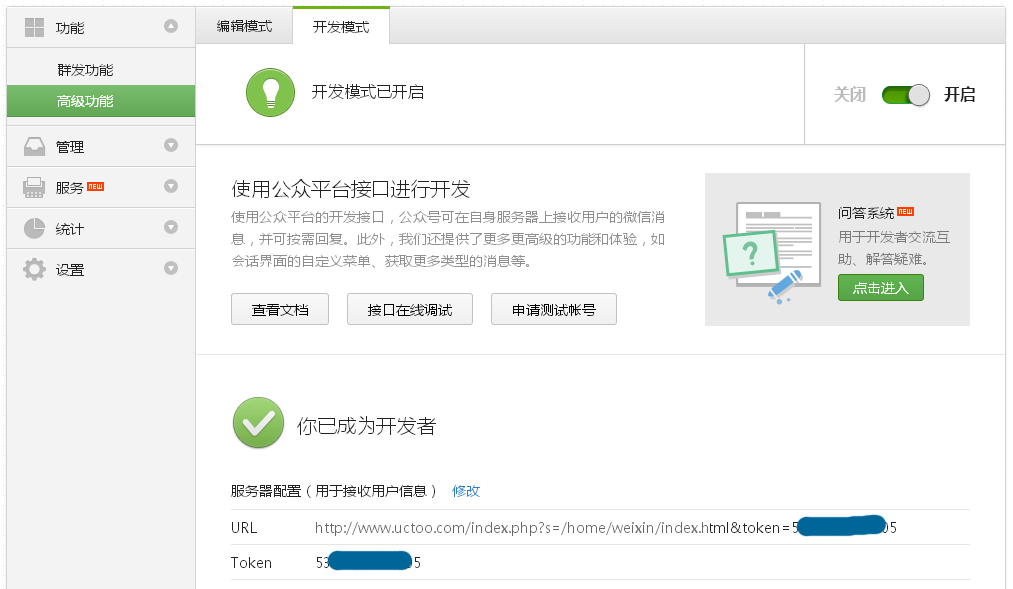 功能
群发功能
高级功能
管理
服务 NEW
统计
设置
编辑模式 开发模式
开发模式已开启
关闭 开启
使用公众平台接口进行开发
使用公众平台的开发接口，公众号可在自身服务器上接收用户的微信消
息，并可按需回复。此外，我们还提供了更多更高级的功能和体验，如
会话界面的自定义菜单、获取更多类型的消息等。
查看文档 接口在线调试 申请测试帐号
?
问答系统 NEW
用于开发者交流互
助、解答疑难。
点击进入
你已成为开发者
服务器配置（用于接收用户信息） 修改
URL http://www.uctoo.com/index.php?s=/home/weixin/index.html&token=5 05
Token 53 5